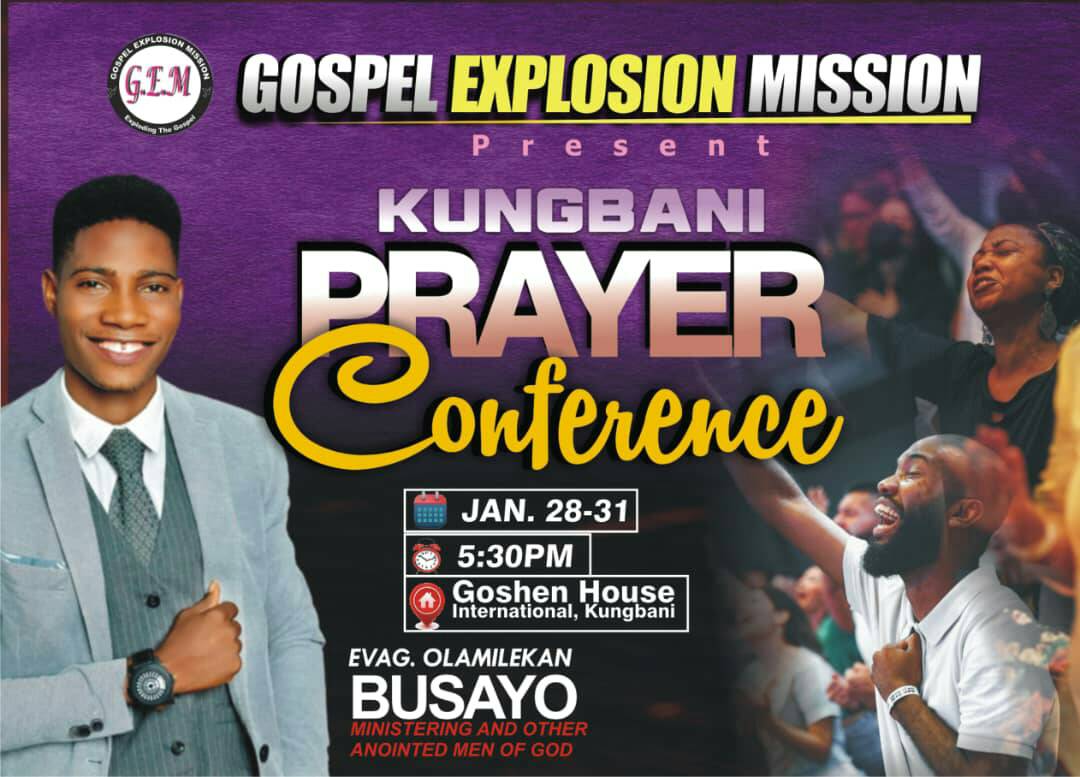 GOSPEL EXPLOSION MISSION
G.E.M
Exploding The Gospel
GOSPEL EXPLOSION MISSION
Present
KUNGBANI
PRAYER
Conference
JAN. 28-31
5:30PM
Goshen House
International, Kungbani
EVAG. OLAMILEKAN
BUSAYO
MINISTERING AND OTHER
ANOINTED MEN OF GOD